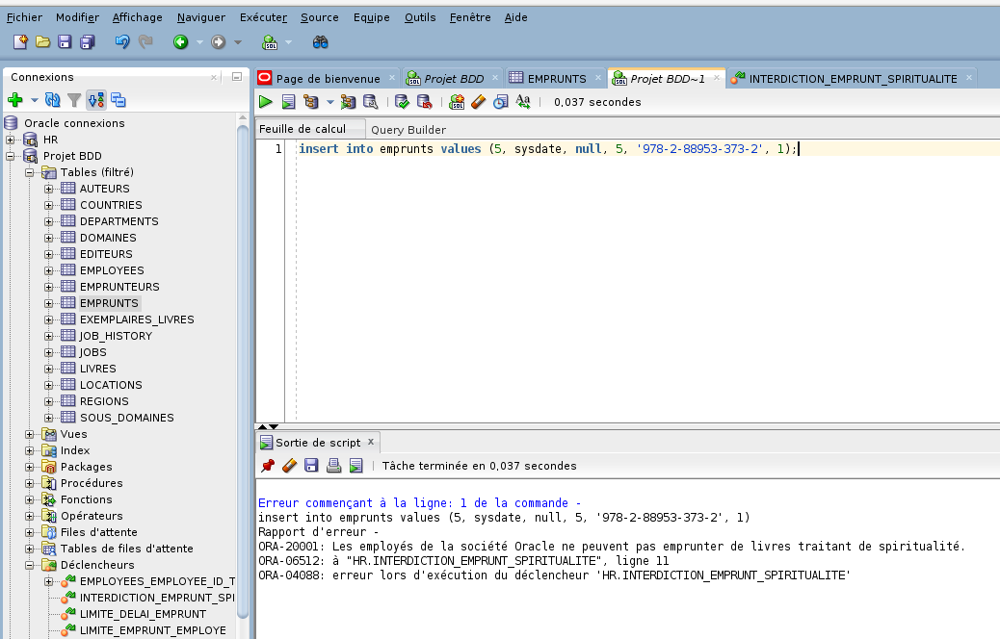 Fichier Modifier Affichage Naviguer Exécuter Source Equipe Outils Fenêtre Aide
Connexions
Page de bienvenue
Projet BDD
EMPRUNTS
Projet BDD~1
INTERDICTION_EMPRUNT_SPIRITUALITE
0,037 secondes
Feuille de calcul
Query Builder
1 insert into emprunts values (5, sysdate, null, 5, '978-2-88953-373-2', 1);
Oracle connexions
HR
Projet BDD
Tables (filtré)
AUTEURS
COUNTRIES
DEPARTMENTS
DOMAINES
EDITEURS
EMPLOYEES
EMPRUNTEURS
EMPRUNTS
EXEMPLAIRES_LIVRES
JOB_HISTORY
JOBS
LIVRES
LOCATIONS
REGIONS
SOUS_DOMAINES
Vues
Index
Packages
Procédures
Fonctions
Opérateurs
Files d'attente
Tables de files d'attente
Déclencheurs
EMPLOYEES_EMPLOYEE_ID_T
INTERDICTION_EMPRUNT_SPI
LIMITE_DELAI_EMPRUNT
LIMITE_EMPRUNT_EMPLOYE
Sortie de script x
Tâche terminée en 0,037 secondes
Erreur commençant à la ligne: 1 de la commande -
insert into emprunts values (5, sysdate, null, 5, '978-2-88953-373-2', 1)
Rapport d'erreur -
ORA-20001: Les employés de la société Oracle ne peuvent pas emprunter de livres traitant de spiritualité.
ORA-06512: à "HR.INTERDICTION_EMPRUNT_SPIRITUALITE", ligne 11
ORA-04088: erreur lors d'exécution du déclencheur 'HR.INTERDICTION_EMPRUNT_SPIRITUALITE'